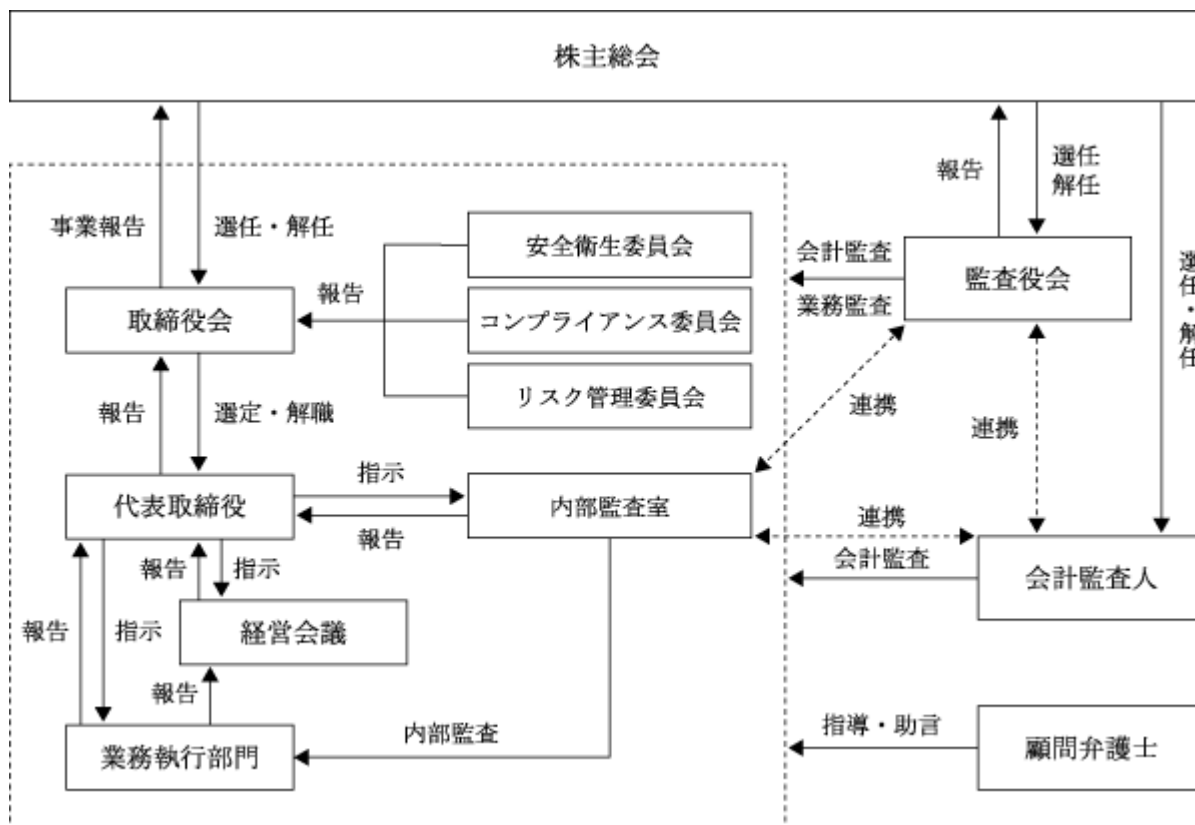 株主総会
報告
選任
解任
事業報告
選任・解任
安全衛生委員会
会計監査
業務監査
監査役会
選任・解任
報告
取締役会
コンプライアンス委員会
リスク管理委員会
報告
選定・解職
連携
連携
代表取締役
指示
報告
内部監査室
連携
会計監査
会計監査人
報告
指示
報告
指示
経営会議
報告
業務執行部門
内部監査
指導・助言
顧問弁護士